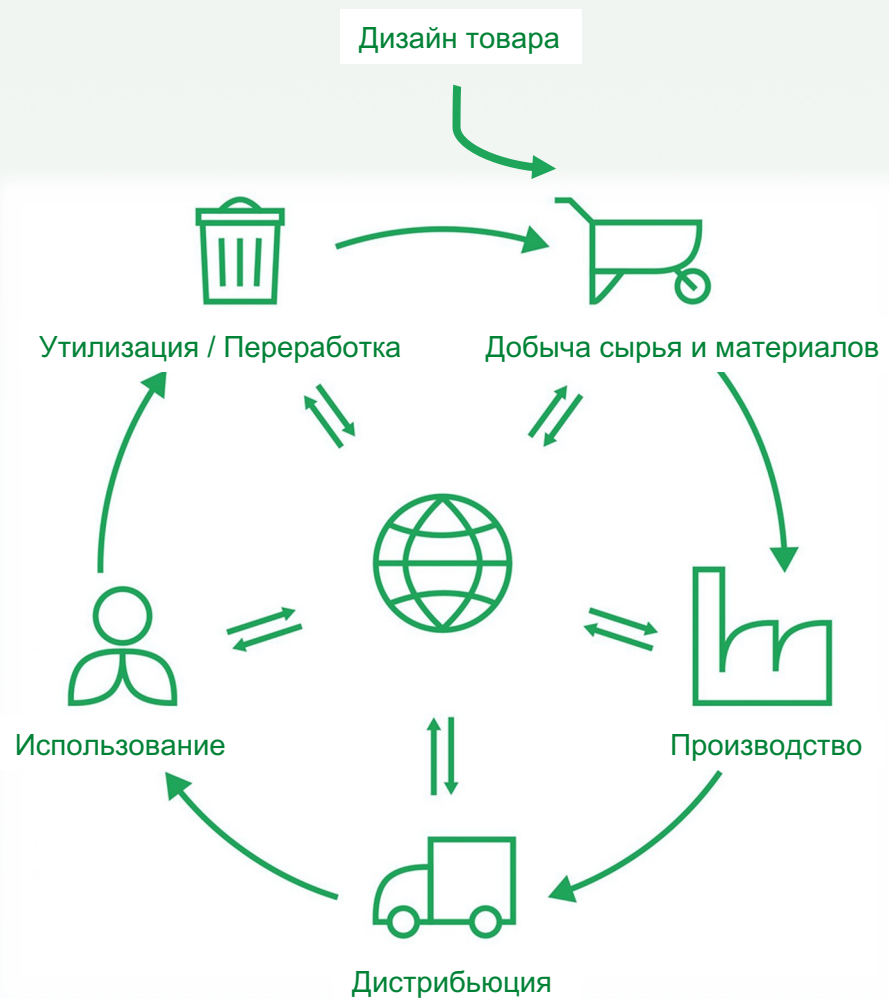 Дизайн товара
Утилизация / Переработка
Добыча сырья и материалов
Использование
Производство
Дистрибьюция